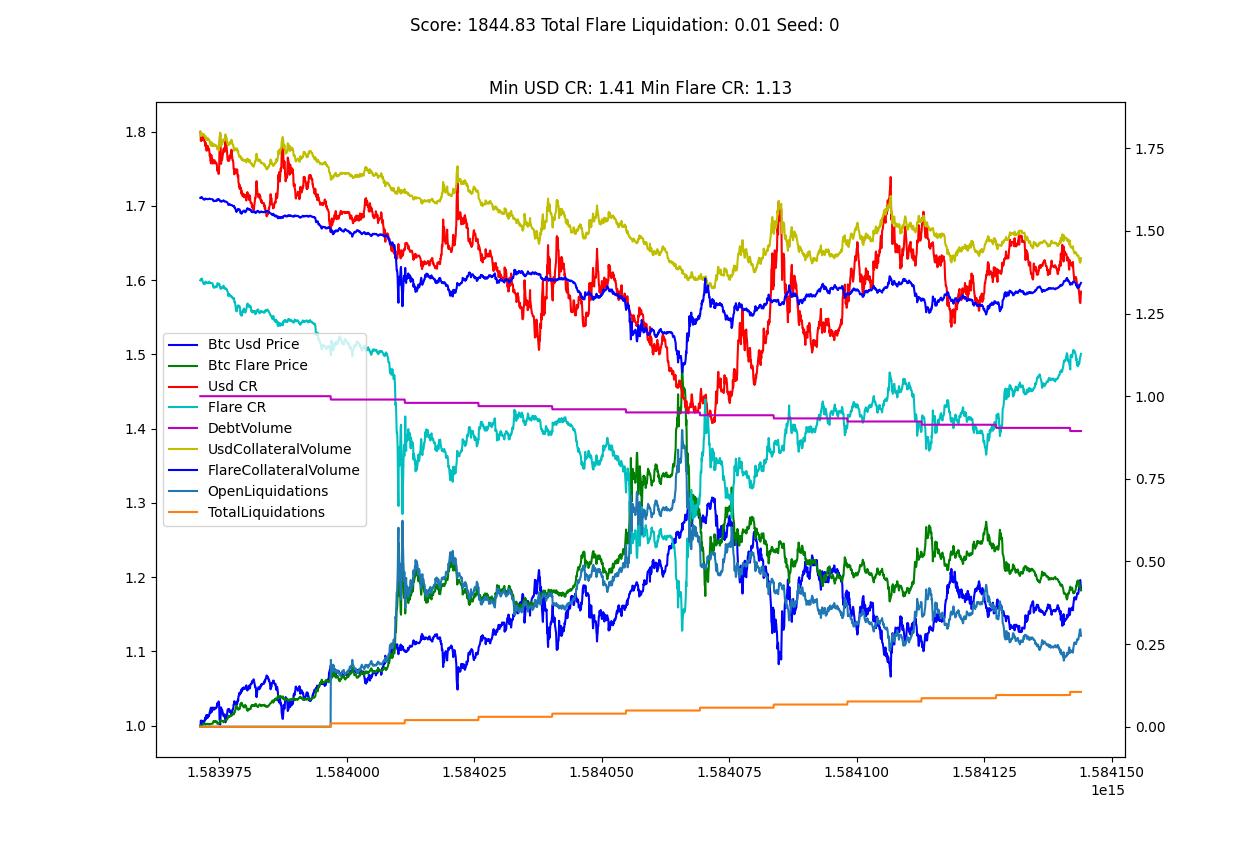 Score: 1844.83 Total Flare Liquidation: 0.01 Seed: 0
Min USD CR: 1.41 Min Flare CR: 1.13
1.8
1.7
1.6
1.5
1.4
1.3
1.2
1.1
1.0
1.75
1.50
1.25
1.00
0.75
0.50
0.25
0.00
Btc Usd Price
Btc Flare Price
Usd CR
Flare CR
DebtVolume
UsdCollateralVolume
FlareCollateralVolume
OpenLiquidations
TotalLiquidations
1.583975 1.584000 1.584025 1.584050 1.584075 1.584100 1.584125 1.584150
1e15